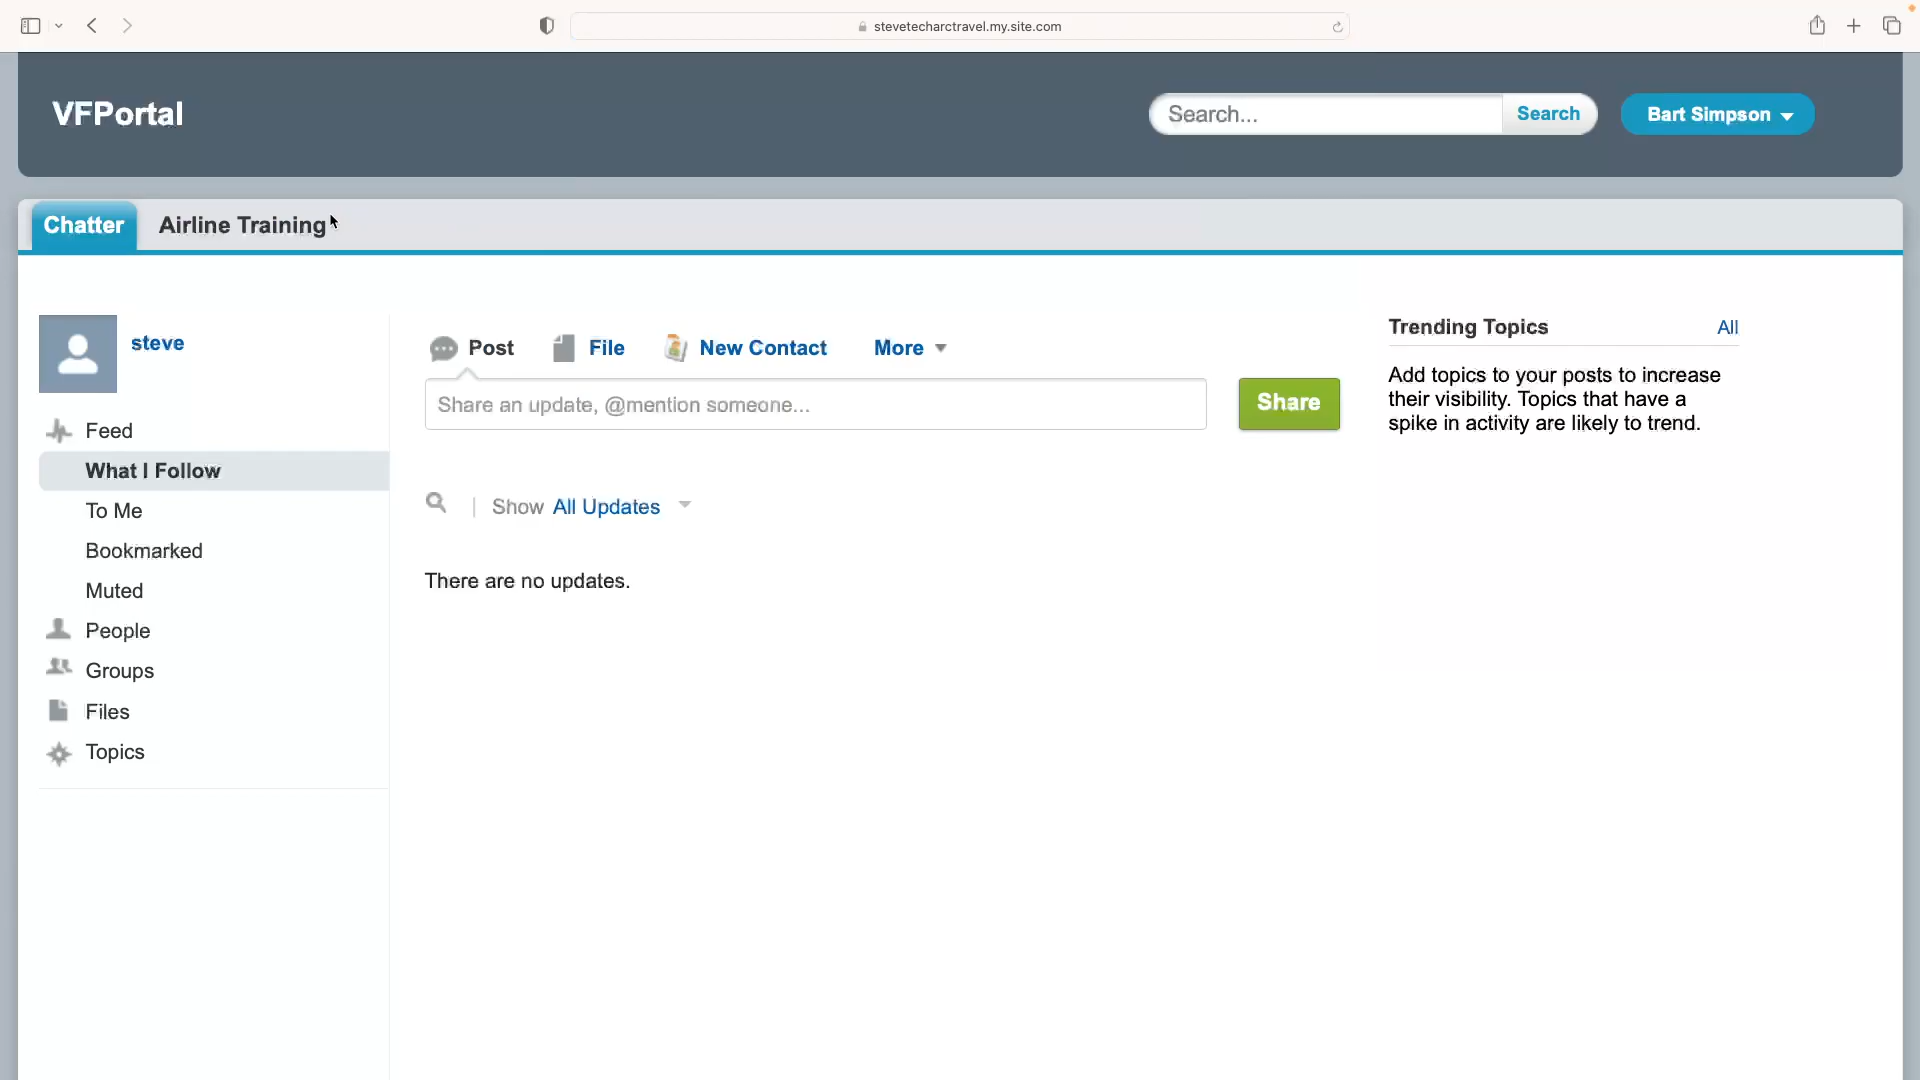 stevetecharctravel.my.site.com
VFPortal
Search...
Search
Bart Simpson
Chatter
Airline Training
steve
Feed
What I Follow
To Me
Bookmarked
Muted
People
Groups
Files
Topics
Post
File
New Contact
More
Share an update, @mention someone...
Share
Show All Updates
There are no updates.
Trending Topics
All
Add topics to your posts to increase
their visibility. Topics that have a
spike in activity are likely to trend.